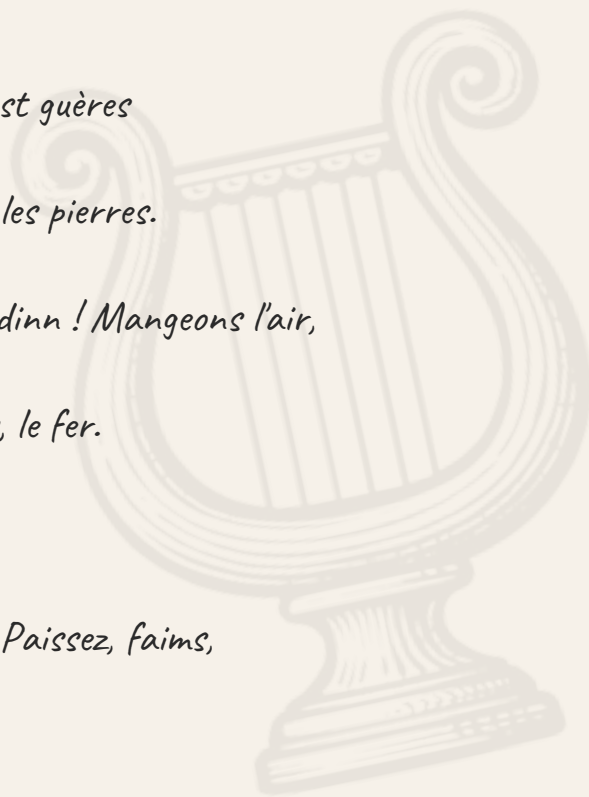 st guères
les pierres.
dinn ! Mangeons l'air,
, le fer.
Paissez, faims,